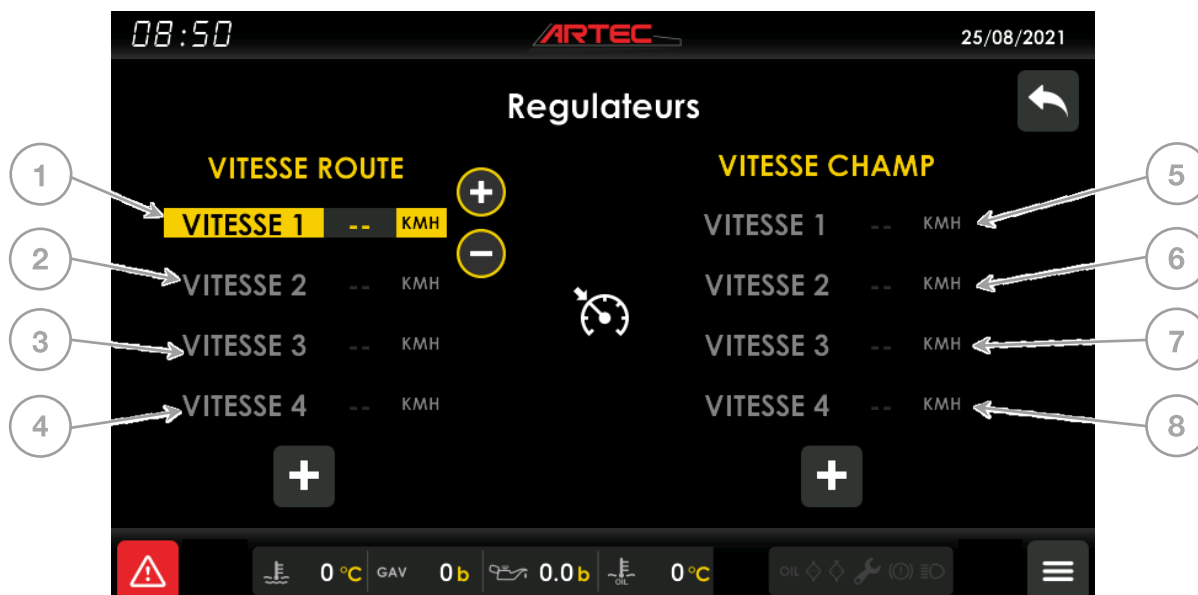 08:50 ARTEC 25/08/2021
Regulateurs
VITESSE ROUTE
VITESSE CHAMP
1
VITESSE 1 -- KMH
2
VITESSE 2 -- KMH
3
VITESSE 3 -- KMH
4
VITESSE 4 -- KMH
5
VITESSE 1 -- KMH
6
VITESSE 2 -- KMH
7
VITESSE 3 -- KMH
8
VITESSE 4 -- KMH
0 °C GAV 0 b 0.0 b OIL 0 °C OIL